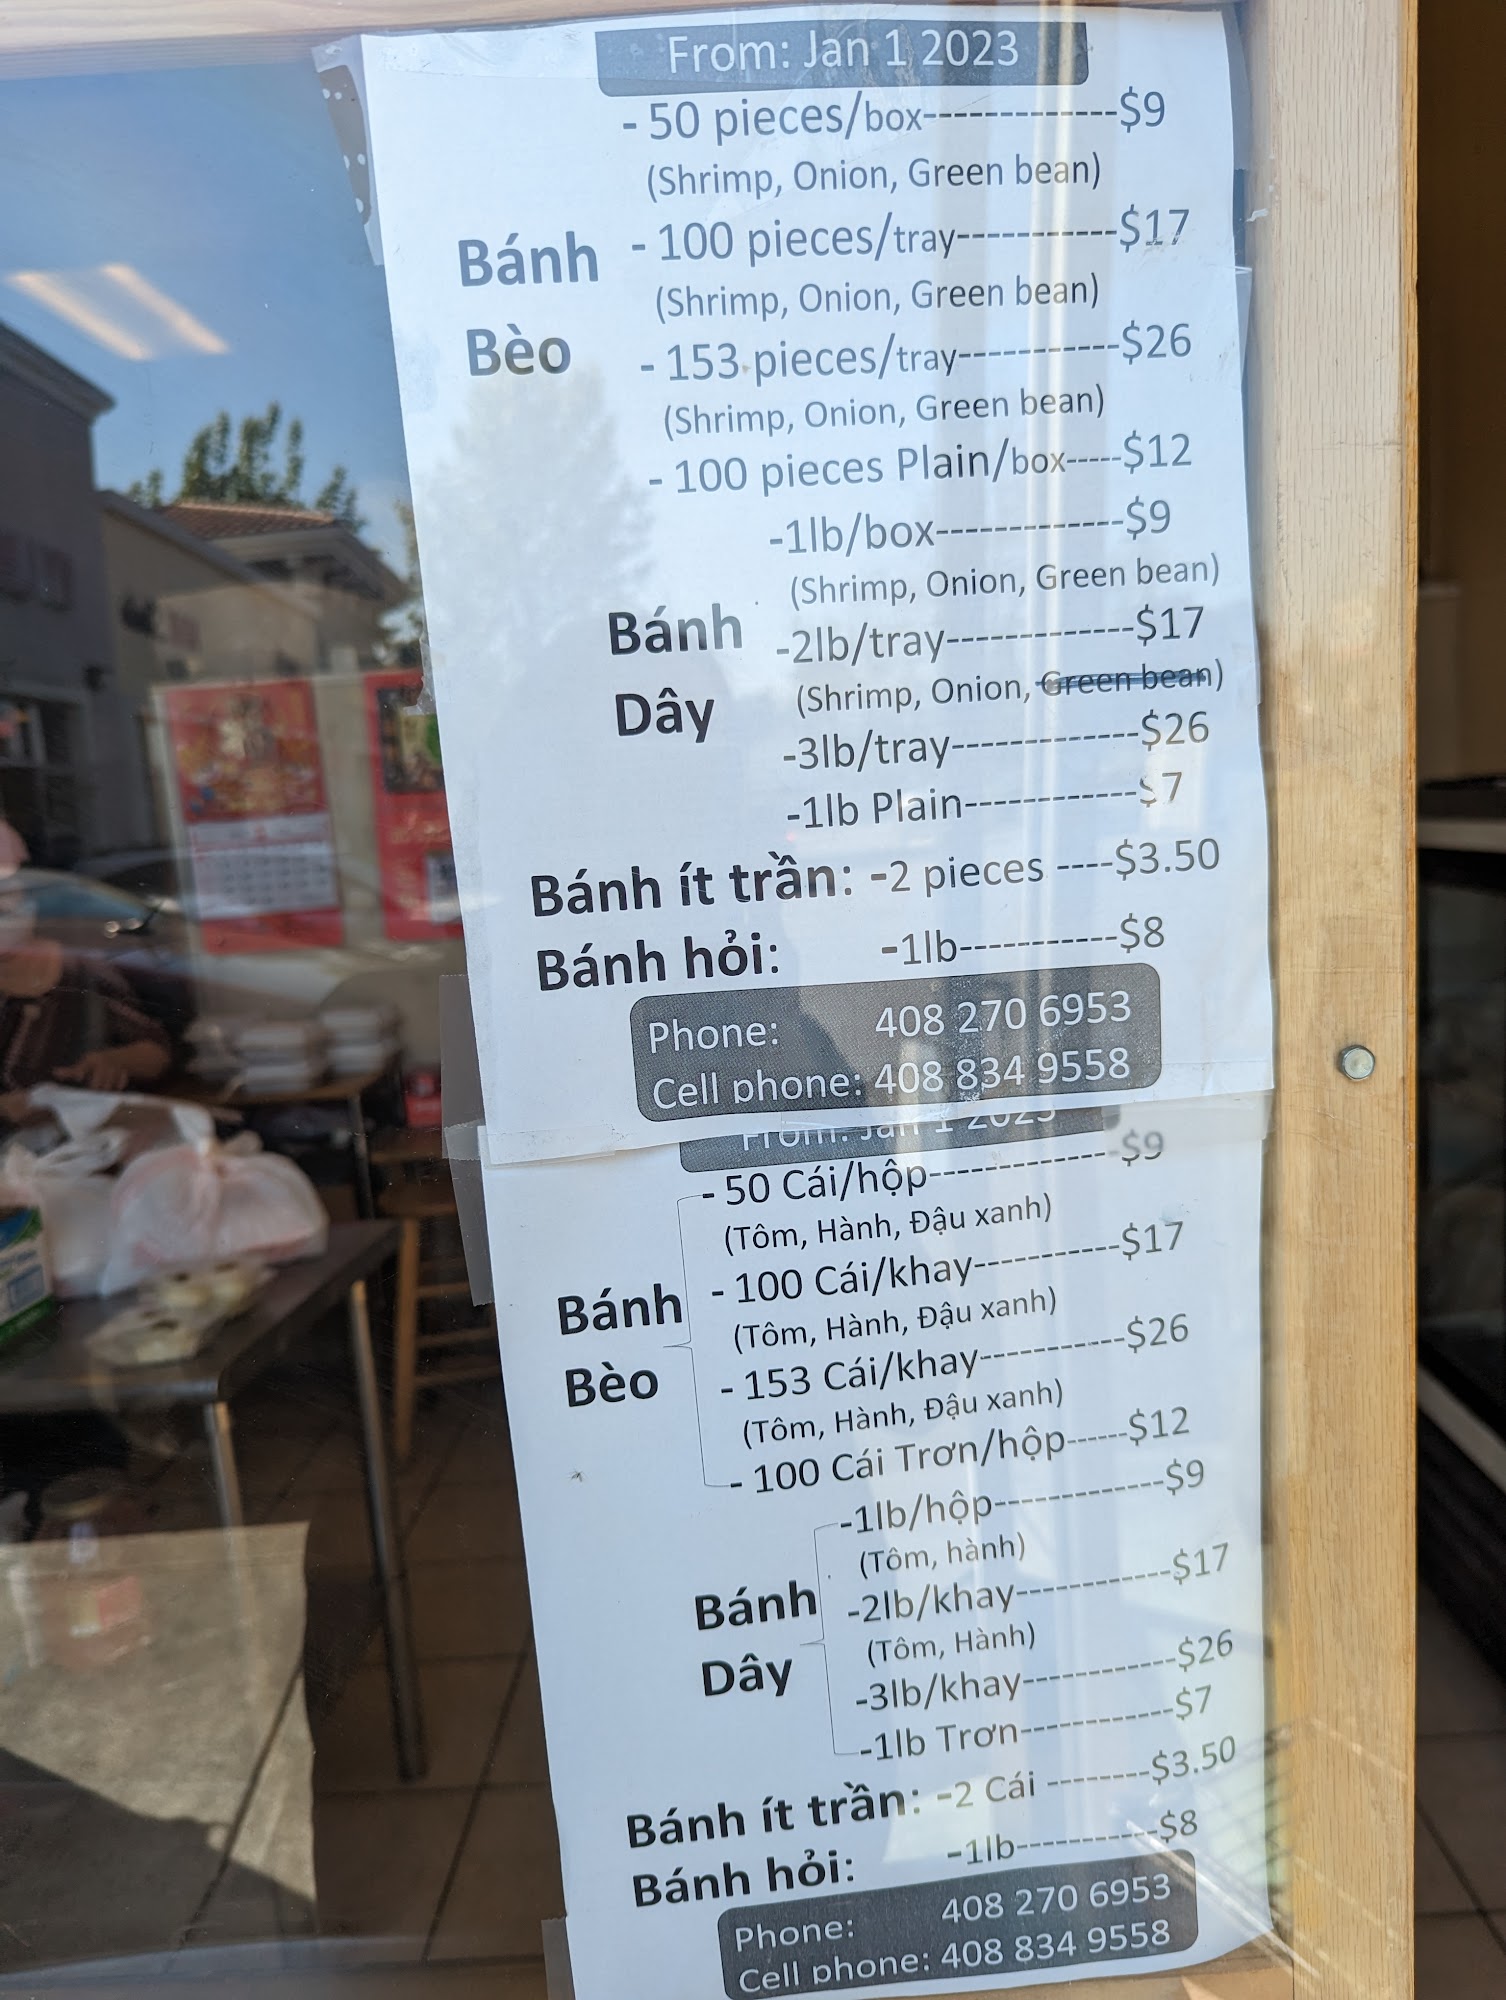 From: Jan 1 2023
- 50 pieces/box-------------$9
(Shrimp, Onion, Green bean)
Bánh
- 100 pieces/tray-----------$17
(Shrimp, Onion, Green bean)
Bèo
- 153 pieces/tray-----------$26
(Shrimp, Onion, Green bean)
- 100 pieces Plain/box-----$12
-1lb/box-------------$9
(Shrimp, Onion, Green bean)
Bánh
-2lb/tray-------------$17
(Shrimp, Onion, Green bean)
Dây
-3lb/tray-------------$26
-1lb Plain------------$7
Bánh ít trần: -2 pieces ----$3.50
Bánh hỏi: -1lb-----------$8
Phone: 408 270 6953
Cell phone: 408 834 9558
From: Jan 1 2023
- 50 Cái/hộp-------------$9
(Tôm, Hành, Đậu xanh)
- 100 Cái/khay-----------$17
Bánh
(Tôm, Hành, Đậu xanh)
- 153 Cái/khay-----------$26
Bèo
(Tôm, Hành, Đậu xanh)
- 100 Cái Trơn/hộp------$12
-1lb/hộp-------------$9
(Tôm, hành)
Bánh
-2lb/khay------------$17
(Tôm, Hành)
Dây
-3lb/khay------------$26
-1lb Trơn------------$7
Bánh ít trần: -2 Cái --------$3.50
Bánh hỏi: -1lb-----------$8
Phone: 408 270 6953
Cell phone: 408 834 9558